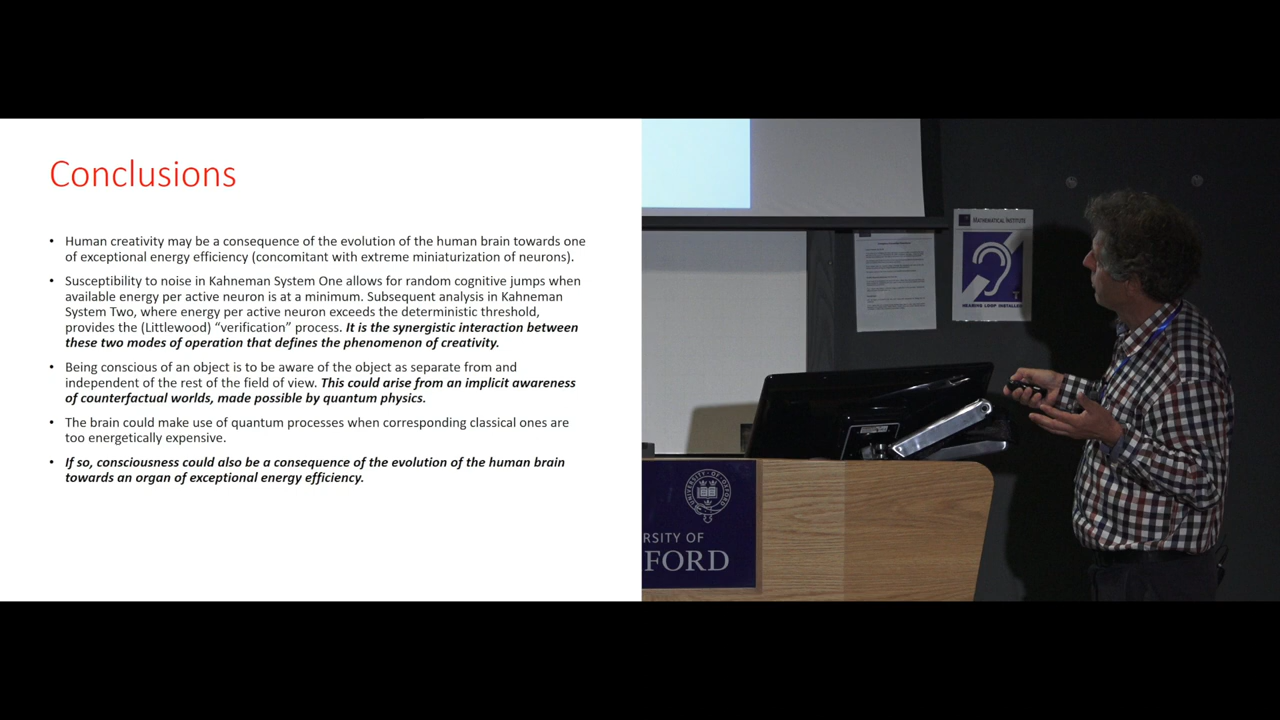 Conclusions
• Human creativity may be a consequence of the evolution of the human brain towards one
of exceptional energy efficiency (concomitant with extreme miniaturization of neurons).
• Susceptibility to noise in Kahneman System One allows for random cognitive jumps when
available energy per active neuron is at a minimum. Subsequent analysis in Kahneman
System Two, where energy per active neuron exceeds the deterministic threshold,
provides the (Littlewood) “verification” process. It is the synergistic interaction between
these two modes of operation that defines the phenomenon of creativity.
• Being conscious of an object is to be aware of the object as separate from and
independent of the rest of the field of view. This could arise from an implicit awareness
of counterfactual worlds, made possible by quantum physics.
• The brain could make use of quantum processes when corresponding classical ones are
too energetically expensive.
• If so, consciousness could also be a consequence of the evolution of the human brain
towards an organ of exceptional energy efficiency.
MATHEMATICAL INSTITUTE
HEARING LOOP INSTALLED
T
UNIVERSITY OF OXFORD
RSITY OF
FORD